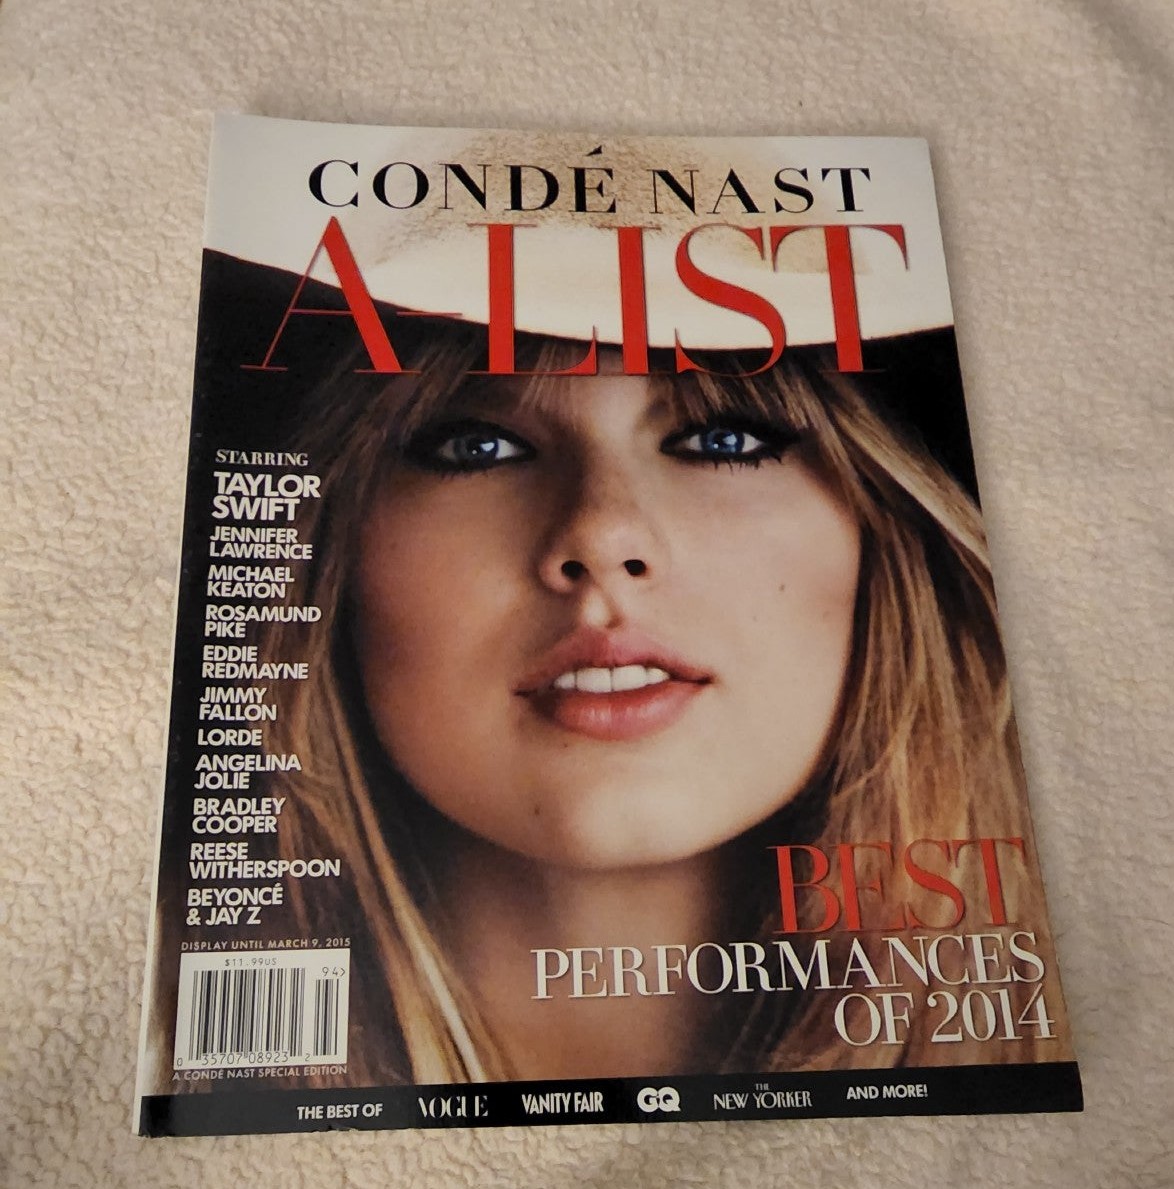 CONDÉ NAST
A-LIST
STARRING
TAYLOR
SWIFT
JENNIFER
LAWRENCE
MICHAEL
KEATON
ROSAMUND
PIKE
EDDIE
REDMAYNE
JIMMY
FALLON
LORDE
ANGELINA
JOLIE
BRADLEY
COOPER
REESE
WITHERSPOON
BEYONCÉ
& JAY Z
DISPLAY UNTIL MARCH 9, 2015
$11.99US
94>
0 35707 08923 2
A CONDÉ NAST SPECIAL EDITION
BEST
PERFORMANCES
OF 2014
THE BEST OF VOGUE VANITY FAIR GQ THE NEW YORKER AND MORE!